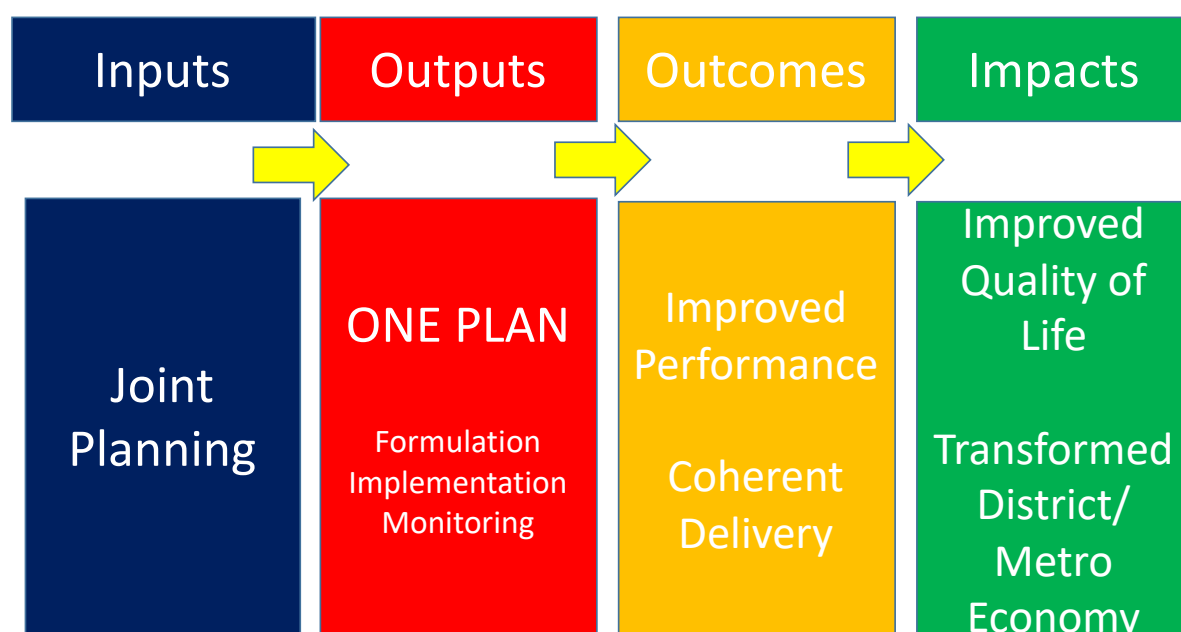 Inputs
Outputs
Outcomes
Impacts
Joint
Planning
ONE PLAN
Formulation
Implementation
Monitoring
Improved
Performance
Coherent
Delivery
Improved
Quality of
Life
Transformed
District/
Metro
Economy